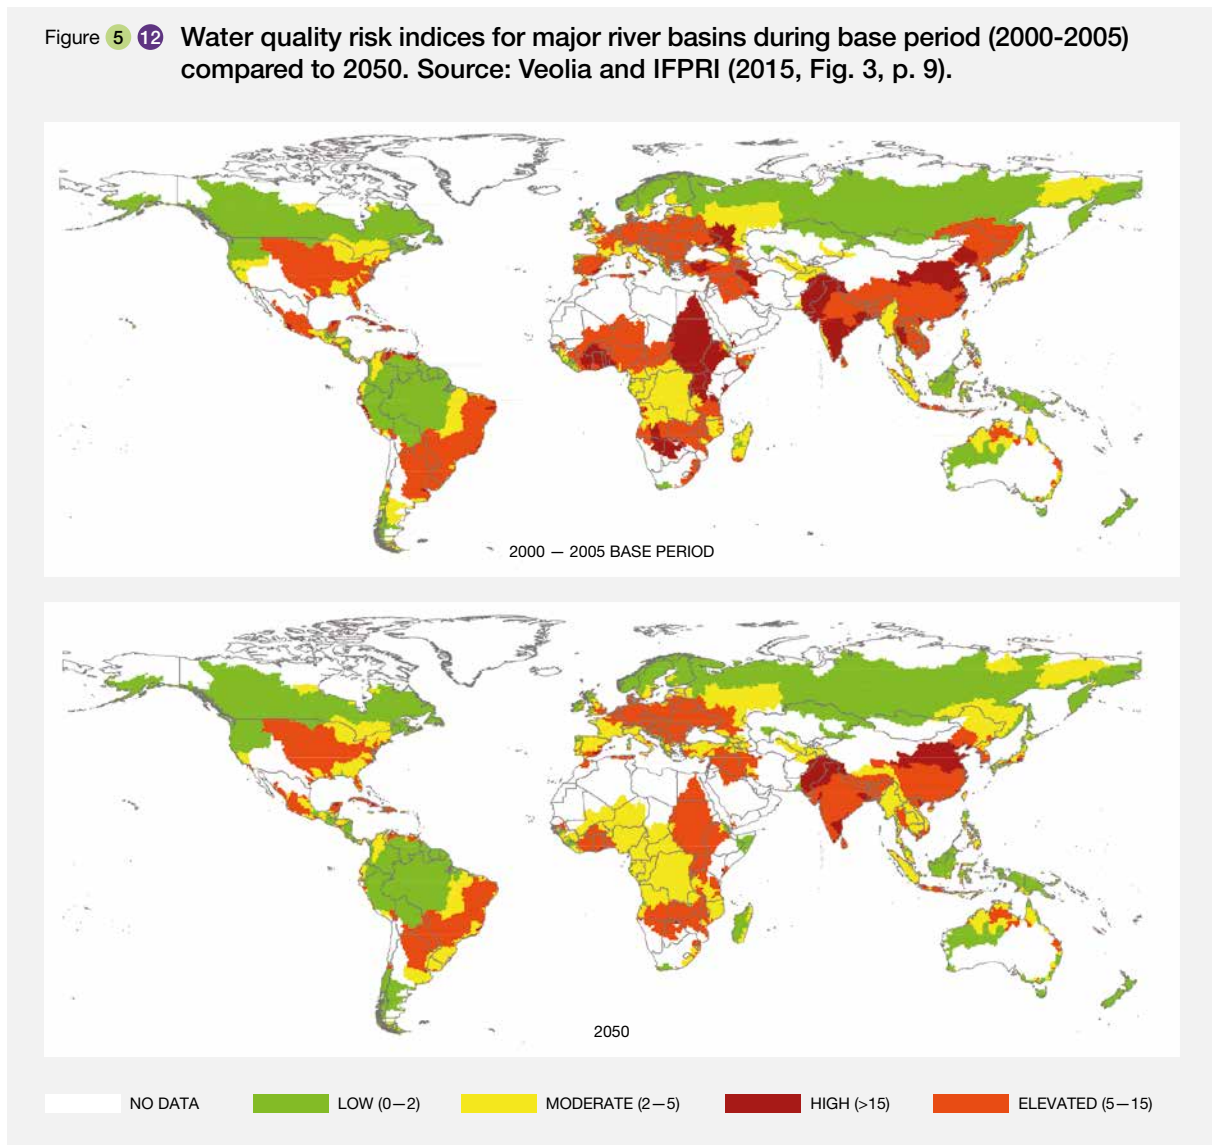 Figure 5 12 Water quality risk indices for major river basins during base period (2000-2005)
compared to 2050. Source: Veolia and IFPRI (2015, Fig. 3, p. 9).
2000 — 2005 BASE PERIOD
2050
NO DATA LOW (0—2) MODERATE (2—5) HIGH (>15) ELEVATED (5—15)